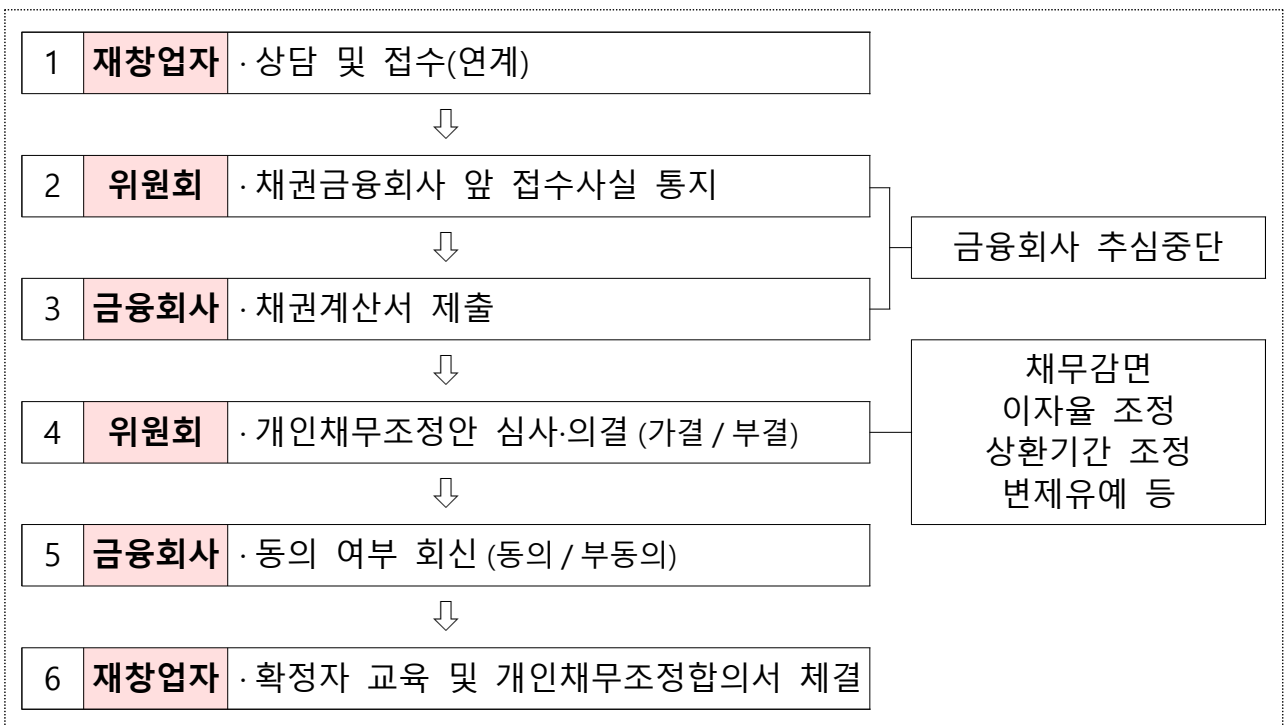 1 재창업자 · 상담 및 접수(연계)
⇩
2 위원회 · 채권금융회사 앞 접수사실 통지
⇩
금융회사 추심중단
3 금융회사 · 채권계산서 제출
⇩
4 위원회 · 개인채무조정안 심사·의결 (가결 / 부결)
채무감면
이자율 조정
상환기간 조정
변제유예 등
⇩
5 금융회사 · 동의 여부 회신 (동의 / 부동의)
⇩
6 재창업자 · 확정자 교육 및 개인채무조정합의서 체결